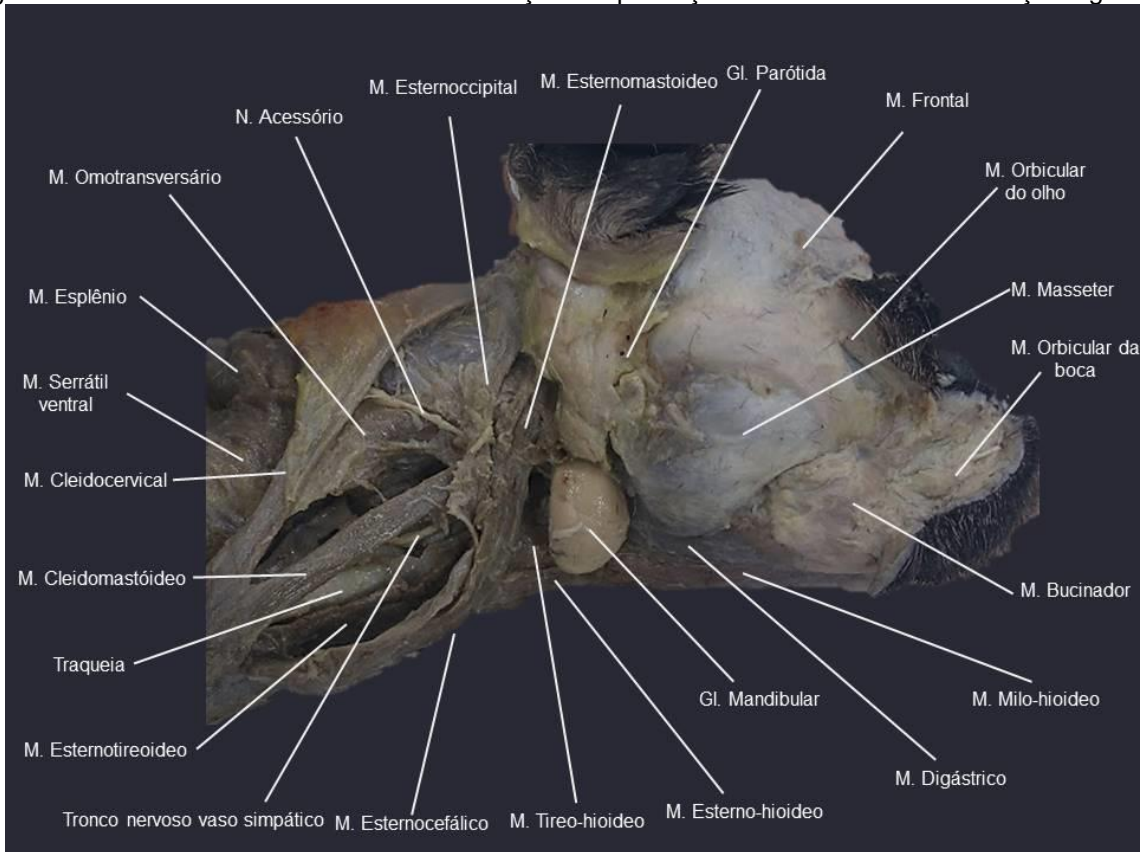 M. Esternoccipital
M. Esternomastoideo
Gl. Parótida
N. Acessório
M. Frontal
M. Omotransversário
M. Orbicular
do olho
M. Esplênio
M. Masseter
M. Orbicular da
boca
M. Serrátil
ventral
M. Cleidocervical
M. Cleidomastóideo
M. Bucinador
Traqueia
Gl. Mandibular
M. Milo-hioideo
M. Esternotireoideo
M. Digástrico
Tronco nervoso vaso simpático
M. Esternocefálico
M. Tireo-hioideo
M. Esterno-hioideo